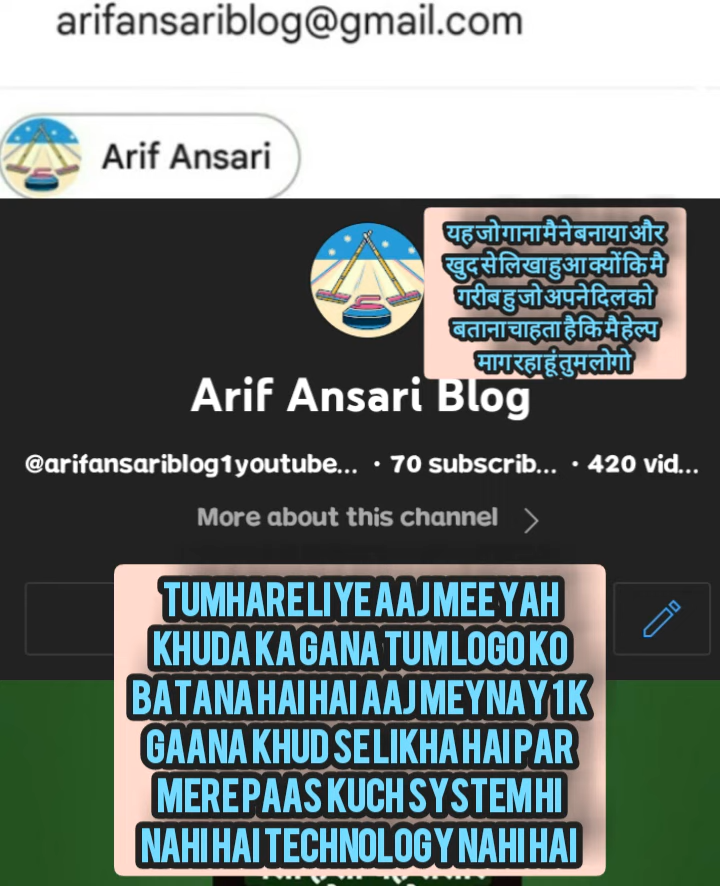 arifansariblog@gmail.com
Arif Ansari
यह जो गाना मैने बनाया और
खुद से लिखा हुआ क्योंकि मै
गरीब हु जो अपने दिल को
बताना चाहता है कि मै हेल्प
माग रहा हूं तुम लोगो
Arif Ansari Blog
@arifansariblog1youtube... • 70 subscrib... • 420 vid...
More about this channel >
TUMHARE LIYE AAJ MEE YAH
KHUDA KA GANA TUM LOGO KO
BATANA HAI HAI AAJ MEYNA Y 1K
GAANA KHUD SE LIKHA HAI PAR
MERE PAAS KUCH SYSTEM HI
NAHI HAI TECHNOLOGY NAHI HAI